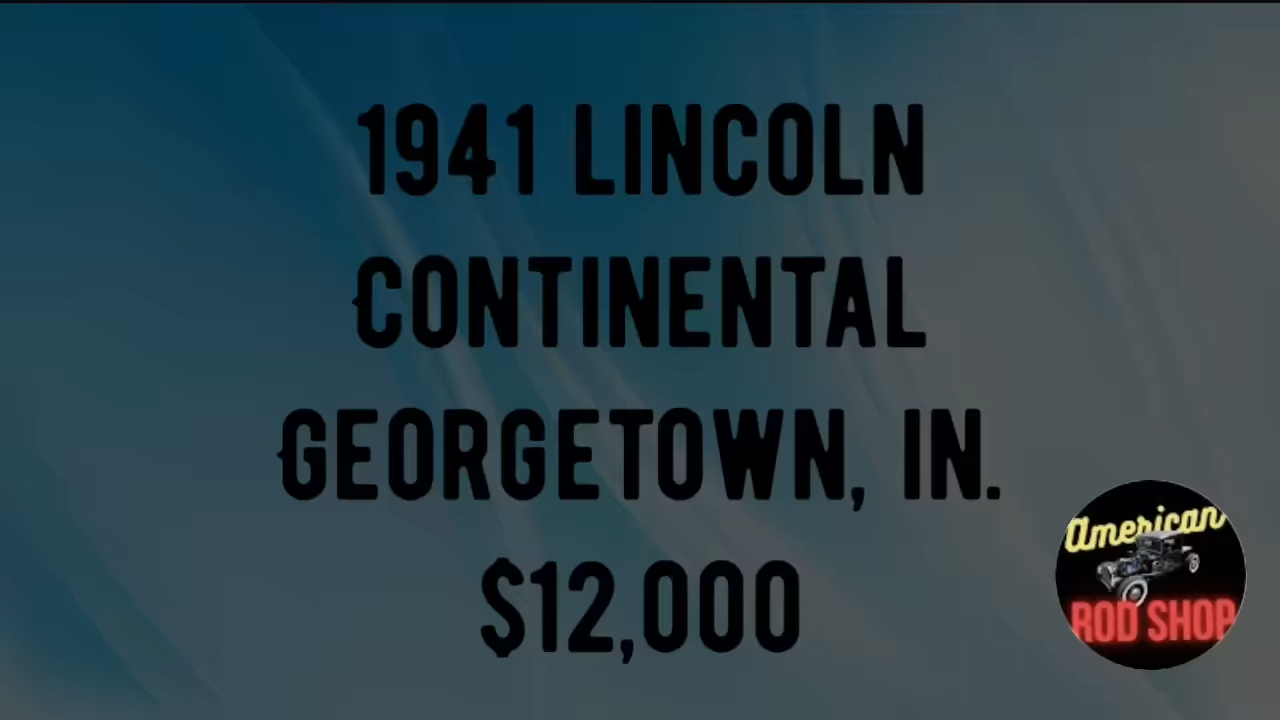 1941 LINCOLN
CONTINENTAL
GEORGETOWN, IN.
$12,000
American
ROD SHOP